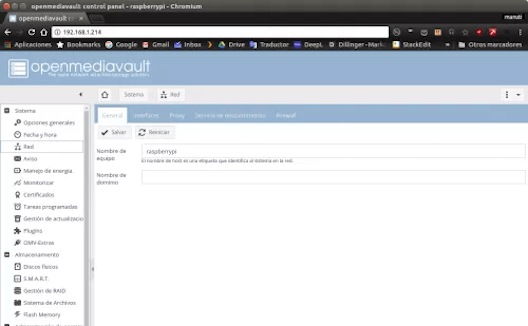 openmediavault control panel - raspberrypi - Chromium
openmediavault c
manuti
192.168.1.214
Aplicaciones Bookmarks Google Gmail Inbox Drive Traductor DeepL Dillinger - Mark StackEdit » Otros marcadores
openmediavault
The open network attached storage solution
Sistema Red
Sistema
Opciones generales
Fecha y hora
Red
Aviso
Manejo de energía
Monitorizar
Certificados
Tareas programadas
Gestión de actualizacio
Plugins
OMV-Extras
Almacenamiento
Discos físicos
S.M.A.R.T.
Gestión de RAID
Sistema de Archivos
Flash Memory
General Interfaces Proxy Servicio de descubrimiento Firewall
Salvar Reiniciar
Nombre de equipo
raspberrypi
El nombre de host es una etiqueta que identifica al sistema en la red.
Nombre de dominio